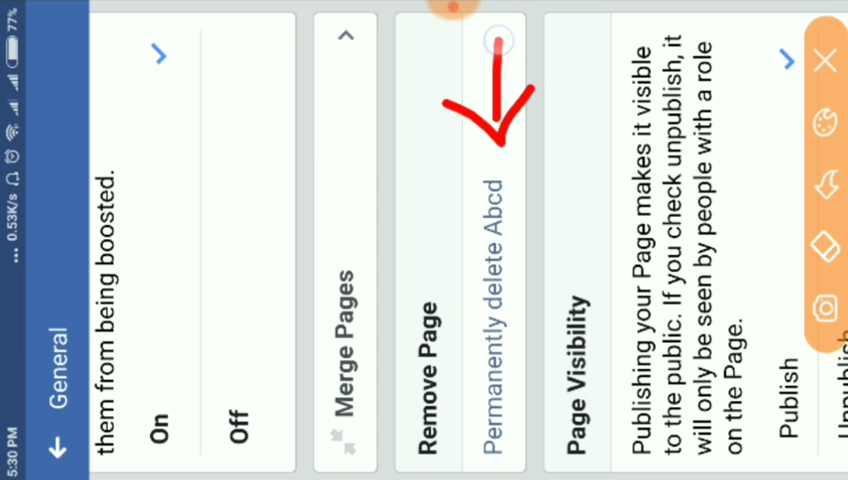 5:30 PM
... 0.53K/s
77%
General
them from being boosted.
On
Off
Merge Pages
Remove Page
Permanently delete Abcd
Page Visibility
Publishing your Page makes it visible
to the public. If you check unpublish, it
will only be seen by people with a role
on the Page.
Publish
Unpublish